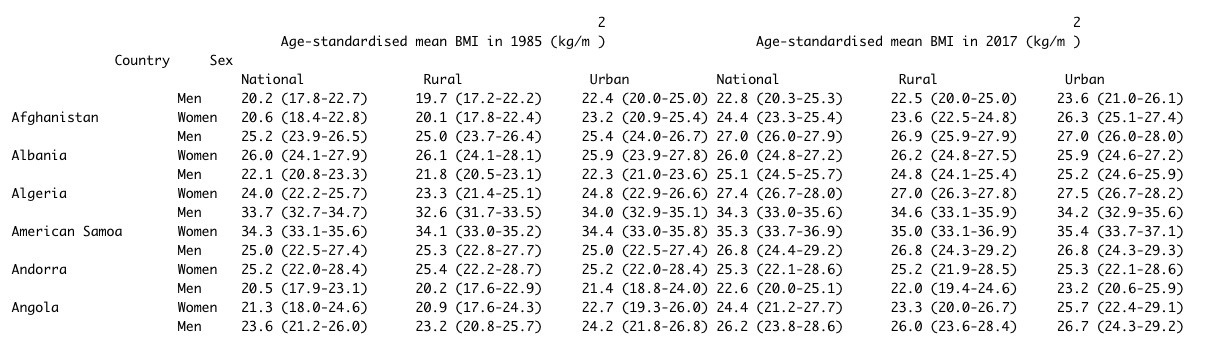 2 2
Age-standardised mean BMI in 1985 (kg/m ) Age-standardised mean BMI in 2017 (kg/m )
Country Sex
National Rural Urban National Rural Urban
Men 20.2 (17.8-22.7) 19.7 (17.2-22.2) 22.4 (20.0-25.0) 22.8 (20.3-25.3) 22.5 (20.0-25.0) 23.6 (21.0-26.1)
Afghanistan Women 20.6 (18.4-22.8) 20.1 (17.8-22.4) 23.2 (20.9-25.4) 24.4 (23.3-25.4) 23.6 (22.5-24.8) 26.3 (25.1-27.4)
Men 25.2 (23.9-26.5) 25.0 (23.7-26.4) 25.4 (24.0-26.7) 27.0 (26.0-27.9) 26.9 (25.9-27.9) 27.0 (26.0-28.0)
Albania Women 26.0 (24.1-27.9) 26.1 (24.1-28.1) 25.9 (23.9-27.8) 26.0 (24.8-27.2) 26.2 (24.8-27.5) 25.9 (24.6-27.2)
Men 22.1 (20.8-23.3) 21.8 (20.5-23.1) 22.3 (21.0-23.6) 25.1 (24.5-25.7) 24.8 (24.1-25.4) 25.2 (24.6-25.9)
Algeria Women 24.0 (22.2-25.7) 23.3 (21.4-25.1) 24.8 (22.9-26.6) 27.4 (26.7-28.0) 27.0 (26.3-27.8) 27.5 (26.7-28.2)
Men 33.7 (32.7-34.7) 32.6 (31.7-33.5) 34.0 (32.9-35.1) 34.3 (33.0-35.6) 34.6 (33.1-35.9) 34.2 (32.9-35.6)
American Samoa Women 34.3 (33.1-35.6) 34.1 (33.0-35.2) 34.4 (33.0-35.8) 35.3 (33.7-36.9) 35.0 (33.1-36.9) 35.4 (33.7-37.1)
Men 25.0 (22.5-27.4) 25.3 (22.8-27.7) 25.0 (22.5-27.4) 26.8 (24.4-29.2) 26.8 (24.3-29.2) 26.8 (24.3-29.3)
Andorra Women 25.2 (22.0-28.4) 25.4 (22.2-28.7) 25.2 (22.0-28.4) 25.3 (22.1-28.6) 25.2 (21.9-28.5) 25.3 (22.1-28.6)
Men 20.5 (17.9-23.1) 20.2 (17.6-22.9) 21.4 (18.8-24.0) 22.6 (20.0-25.1) 22.0 (19.4-24.6) 23.2 (20.6-25.9)
Angola Women 21.3 (18.0-24.6) 20.9 (17.6-24.3) 22.7 (19.3-26.0) 24.4 (21.2-27.7) 23.3 (20.0-26.7) 25.7 (22.4-29.1)
Men 23.6 (21.2-26.0) 23.2 (20.8-25.7) 24.2 (21.8-26.8) 26.2 (23.8-28.6) 26.0 (23.6-28.4) 26.7 (24.3-29.2)